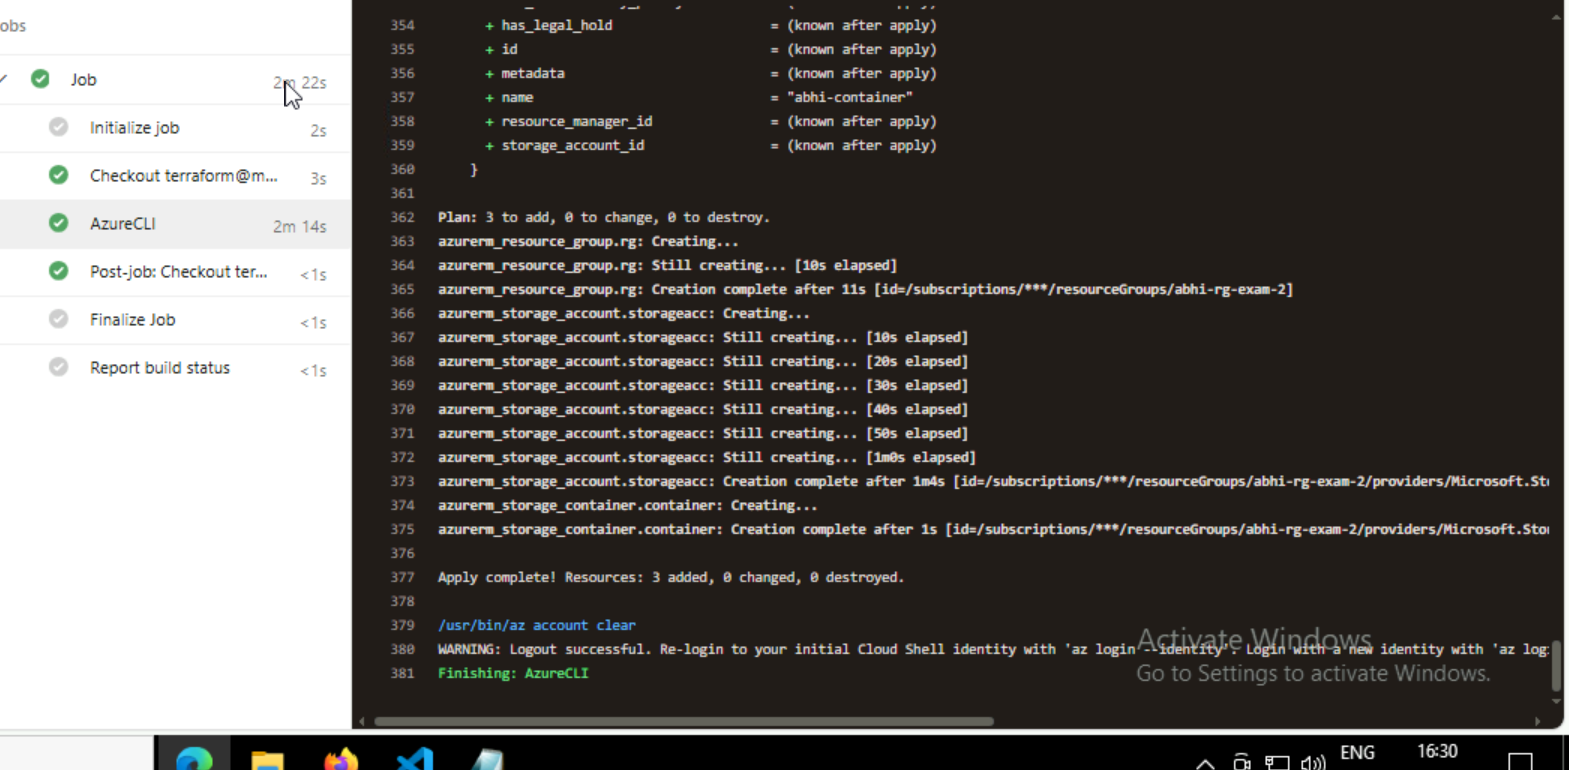 obs
Job 2m 22s
Initialize job 2s
Checkout terraform@m... 3s
AzureCLI 2m 14s
Post-job: Checkout ter... <1s
Finalize Job <1s
Report build status <1s
354 + has_legal_hold = (known after apply)
355 + id = (known after apply)
356 + metadata = (known after apply)
357 + name = "abhi-container"
358 + resource_manager_id = (known after apply)
359 + storage_account_id = (known after apply)
360 }
361
362 Plan: 3 to add, 0 to change, 0 to destroy.
363 azurerm_resource_group.rg: Creating...
364 azurerm_resource_group.rg: Still creating... [10s elapsed]
365 azurerm_resource_group.rg: Creation complete after 11s [id=/subscriptions/***/resourceGroups/abhi-rg-exam-2]
366 azurerm_storage_account.storageacc: Creating...
367 azurerm_storage_account.storageacc: Still creating... [10s elapsed]
368 azurerm_storage_account.storageacc: Still creating... [20s elapsed]
369 azurerm_storage_account.storageacc: Still creating... [30s elapsed]
370 azurerm_storage_account.storageacc: Still creating... [40s elapsed]
371 azurerm_storage_account.storageacc: Still creating... [50s elapsed]
372 azurerm_storage_account.storageacc: Still creating... [1m0s elapsed]
373 azurerm_storage_account.storageacc: Creation complete after 1m4s [id=/subscriptions/***/resourceGroups/abhi-rg-exam-2/providers/Microsoft.Sto
374 azurerm_storage_container.container: Creating...
375 azurerm_storage_container.container: Creation complete after 1s [id=/subscriptions/***/resourceGroups/abhi-rg-exam-2/providers/Microsoft.Stor
376
377 Apply complete! Resources: 3 added, 0 changed, 0 destroyed.
378
379 /usr/bin/az account clear
380 WARNING: Logout successful. Re-login to your initial Cloud Shell identity with 'az login --identity'. Login with a new identity with 'az log
381 Finishing: AzureCLI
Activate Windows
Go to Settings to activate Windows.
ENG 16:30